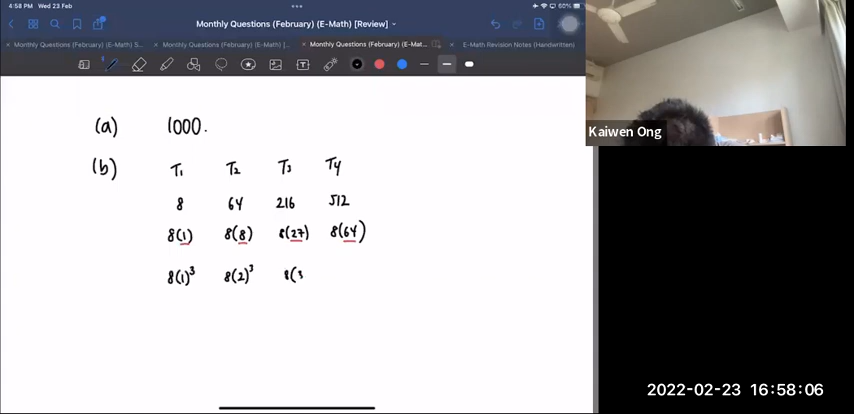 4:58 PM Wed 23 Feb
60%
Monthly Questions (February) (E-Math) [Review]
Monthly Questions (February) (E-Math) S...
Monthly Questions (February) (E-Math) [...
Monthly Questions (February) (E-Mat...
E-Math Revision Notes (Handwritten)
Kaiwen Ong
(a) 1000.
(b) T₁ T₂ T₃ T₄
8 64 216 512
8(1) 8(8) 8(27) 8(64)
8(1)³ 8(2)³ 8(3
2022-02-23 16:58:06